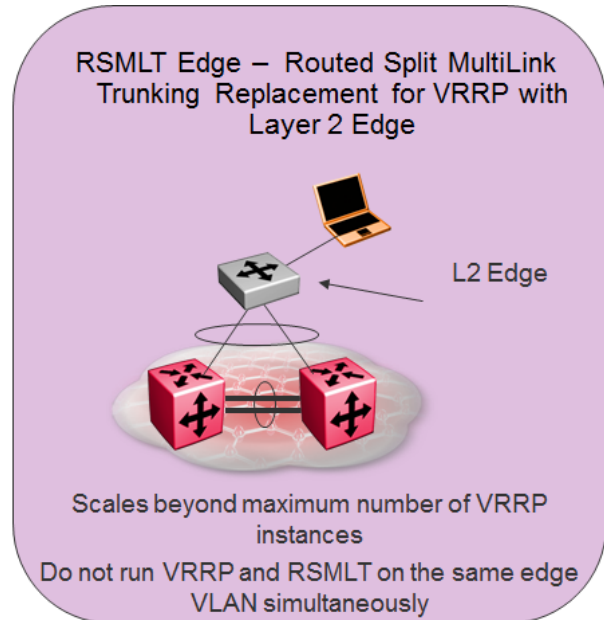 RSMLT Edge – Routed Split MultiLink
Trunking Replacement for VRRP with
Layer 2 Edge
L2 Edge
Scales beyond maximum number of VRRP
instances
Do not run VRRP and RSMLT on the same edge
VLAN simultaneously